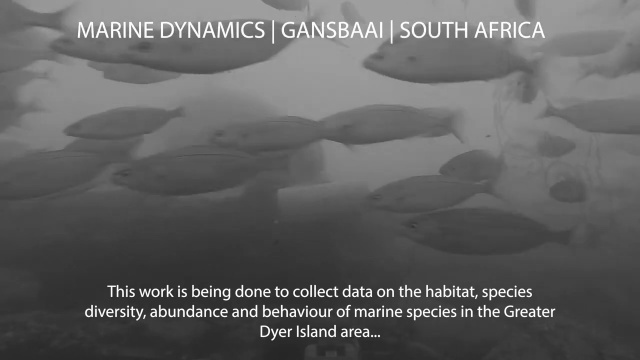 MARINE DYNAMICS | GANSBAAI | SOUTH AFRICA
This work is being done to collect data on the habitat, species
diversity, abundance and behaviour of marine species in the Greater
Dyer Island area...